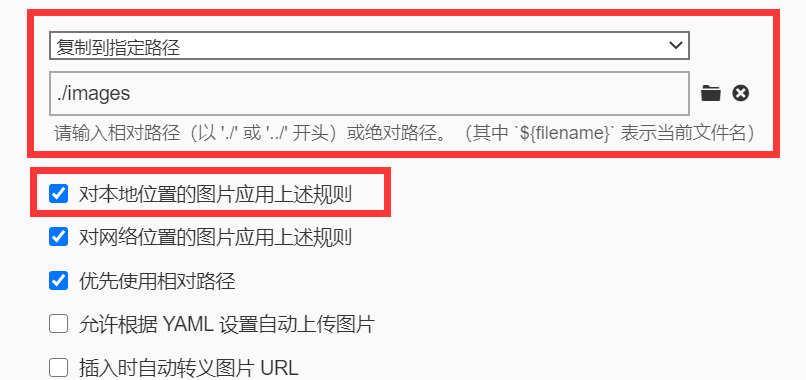 复制到指定路径
./images
请输入相对路径（以 './' 或 '../' 开头）或绝对路径。（其中 `${filename}` 表示当前文件名）
对本地位置的图片应用上述规则
对网络位置的图片应用上述规则
优先使用相对路径
允许根据 YAML 设置自动上传图片
插入时自动转义图片 URL